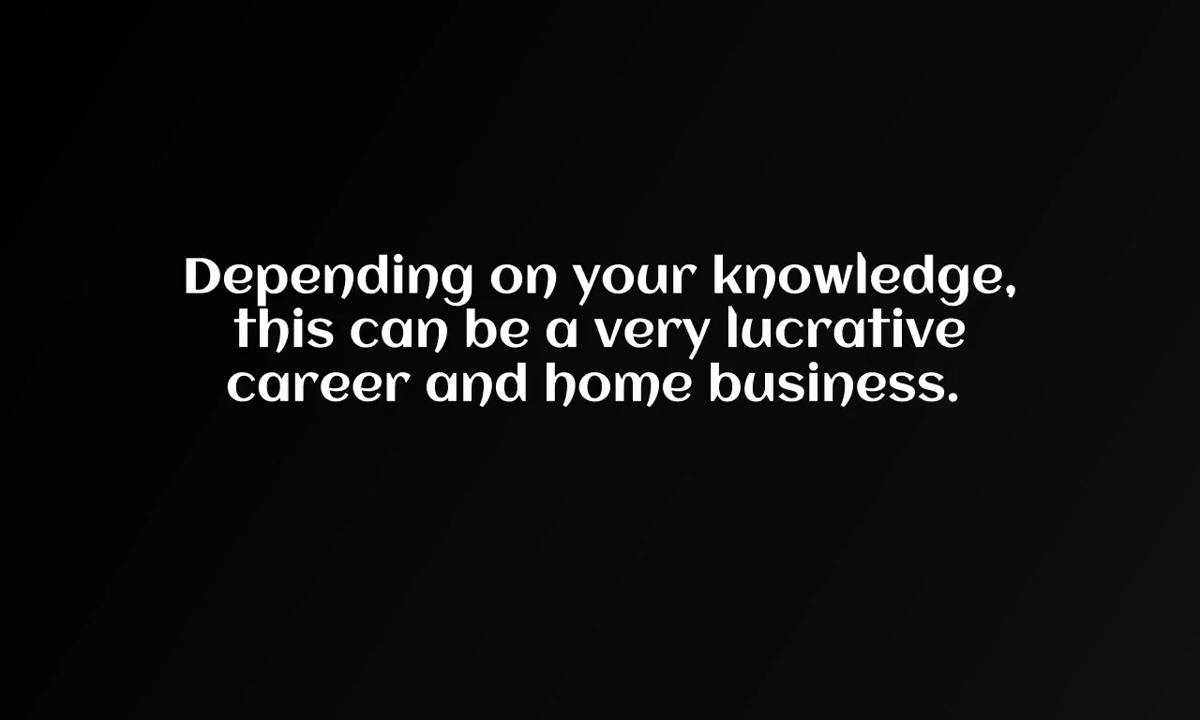 Depending on your knowledge,
this can be a very lucrative
career and home business.